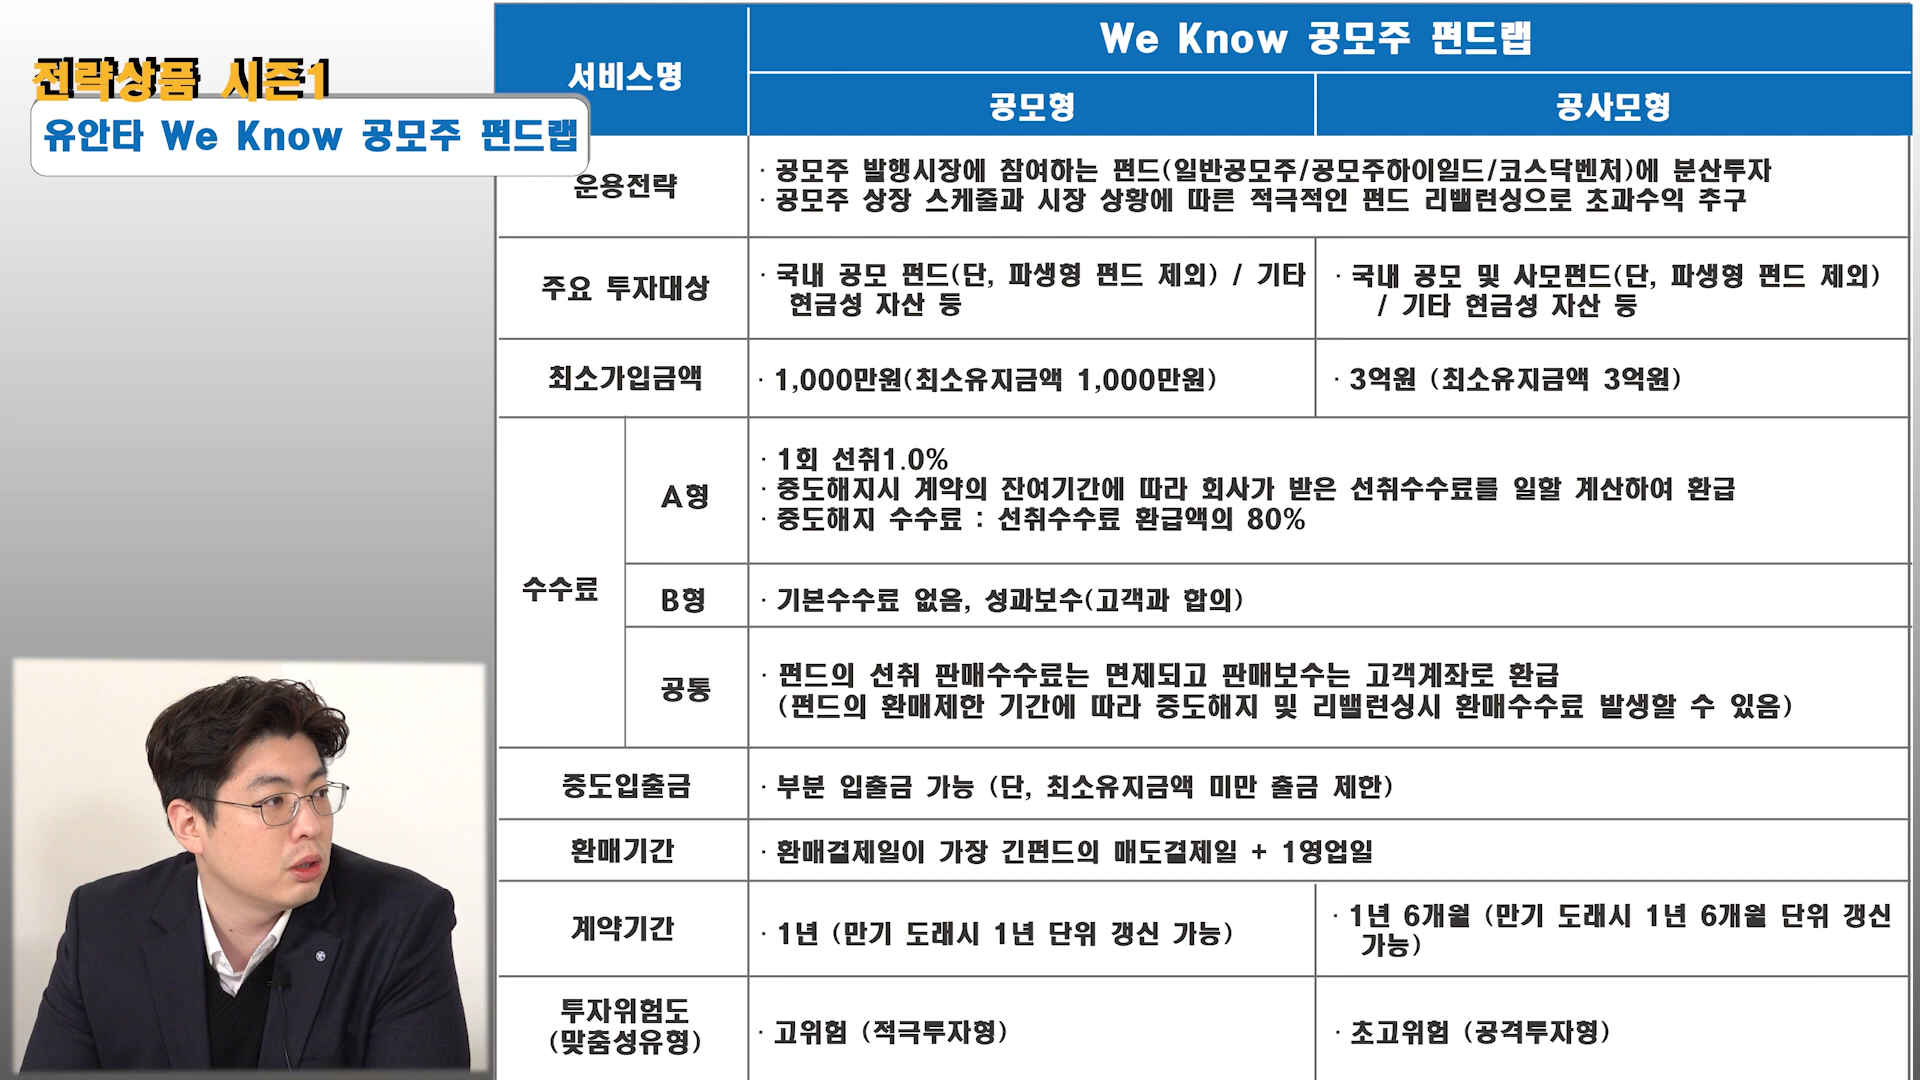 전략상품 시즌1
유안타 We Know 공모주 펀드랩
서비스명
We Know 공모주 펀드랩
공모형
공사모형
운용전략
· 공모주 발행시장에 참여하는 펀드(일반공모주/공모주하이일드/코스닥벤처)에 분산투자
· 공모주 상장 스케줄과 시장 상황에 따른 적극적인 펀드 리밸런싱으로 초과수익 추구
주요 투자대상
· 국내 공모 펀드(단, 파생형 펀드 제외) / 기타
현금성 자산 등
· 국내 공모 및 사모펀드(단, 파생형 펀드 제외)
/ 기타 현금성 자산 등
최소가입금액
· 1,000만원(최소유지금액 1,000만원)
· 3억원 (최소유지금액 3억원)
수수료
A형
· 1회 선취1.0%
· 중도해지시 계약의 잔여기간에 따라 회사가 받은 선취수수료를 일할 계산하여 환급
· 중도해지 수수료 : 선취수수료 환급액의 80%
B형
· 기본수수료 없음, 성과보수(고객과 합의)
공통
· 펀드의 선취 판매수수료는 면제되고 판매보수는 고객계좌로 환급
(펀드의 환매제한 기간에 따라 중도해지 및 리밸런싱시 환매수수료 발생할 수 있음)
중도입출금
· 부분 입출금 가능 (단, 최소유지금액 미만 출금 제한)
환매기간
· 환매결제일이 가장 긴펀드의 매도결제일 + 1영업일
계약기간
· 1년 (만기 도래시 1년 단위 갱신 가능)
· 1년 6개월 (만기 도래시 1년 6개월 단위 갱신
가능)
투자위험도
(맞춤성유형)
· 고위험 (적극투자형)
· 초고위험 (공격투자형)